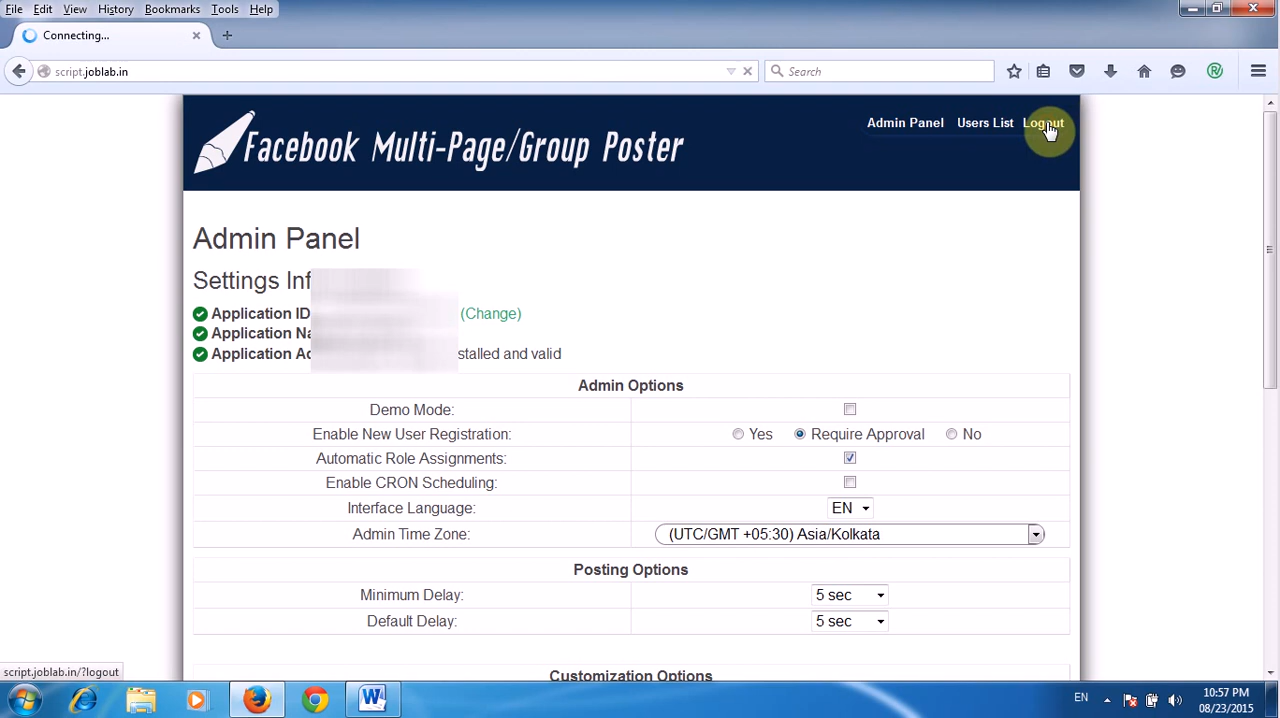 File Edit View History Bookmarks Tools Help
Connecting...
script.joblab.in
Search
Facebook Multi-Page/Group Poster
Admin Panel Users List Logout
Admin Panel
Settings Inf
Application ID (Change)
Application Na
Application Ac stalled and valid
Admin Options
Demo Mode:
Enable New User Registration: Yes Require Approval No
Automatic Role Assignments:
Enable CRON Scheduling:
Interface Language: EN
Admin Time Zone: (UTC/GMT +05:30) Asia/Kolkata
Posting Options
Minimum Delay: 5 sec
Default Delay: 5 sec
Customization Options
script.joblab.in/?logout
EN
10:57 PM
08/23/2015